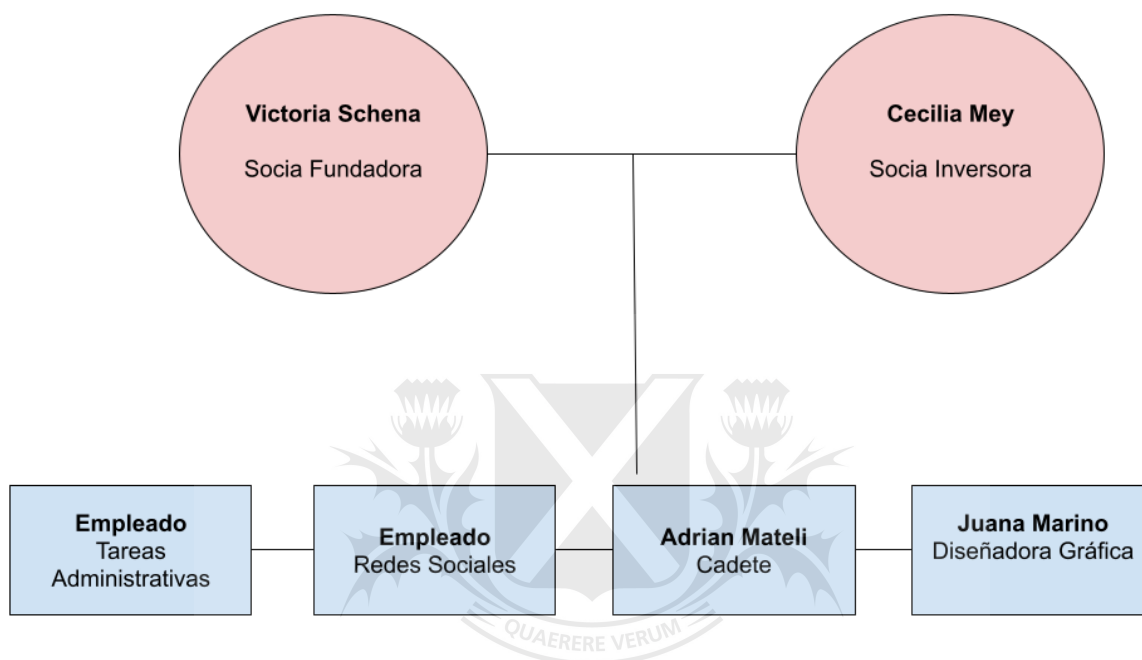 Victoria Schena
Socia Fundadora
Cecilia Mey
Socia Inversora
Empleado
Tareas
Administrativas
Empleado
Redes Sociales
Adrian Mateli
Cadete
Juana Marino
Diseñadora Gráfica
QUAERERE VERUM